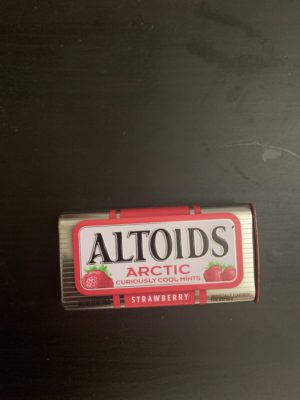 ALTOIDS
ARCTIC
CURIOUSLY COOL MINTS
STRAWBERRY